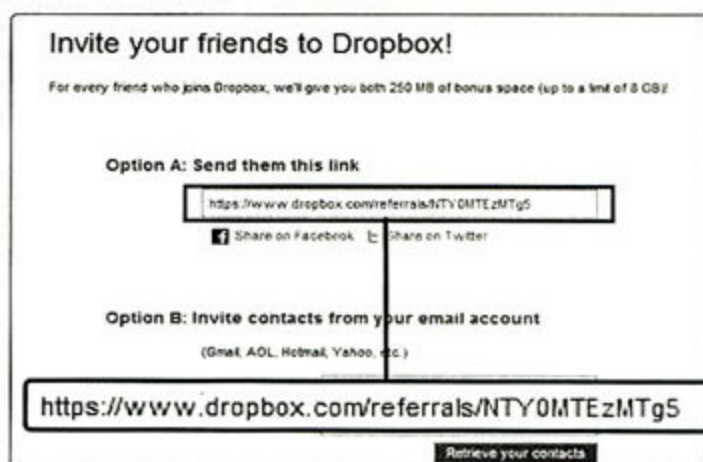 Invite your friends to Dropbox!
For every friend who joins Dropbox, we'll give you both 250 MB of bonus space (up to a limit of 8 GB)!
Option A: Send them this link
https://www.dropbox.com/referrals/NTY0MTEzMTg5
Share on Facebook Share on Twitter
Option B: Invite contacts from your email account
(Gmail, AOL, Hotmail, Yahoo, etc.)
https://www.dropbox.com/referrals/NTY0MTEzMTg5
Retrieve your contacts